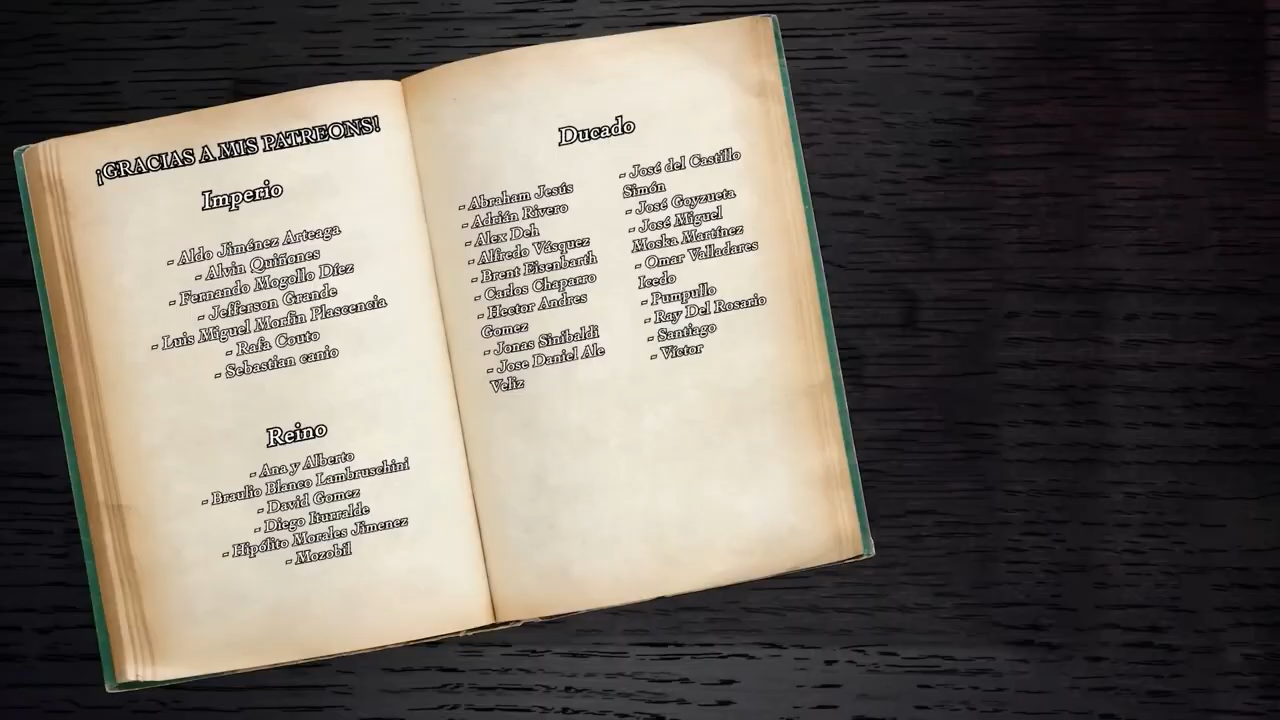 ¡GRACIAS A MIS PATREONS!
Imperio
- Aldo Jiménez Arteaga
- Alvin Quiñones
- Fernando Mogollo Díez
- Jefferson Grande
- Luis Miguel Morfin Plascencia
- Rafa Couto
- Sebastian canio
Reino
- Ana y Alberto
- Braulio Blanco Lambruschini
- David Gomez
- Diego Iturralde
- Hipólito Morales Jimenez
- Mozobil
Ducado
- Abraham Jesús
- Adrián Rivero
- Alex Deh
- Alfredo Vásquez
- Brent Eisenbarth
- Carlos Chaparro
- Hector Andres
Gomez
- Jonas Sinibaldi
- Jose Daniel Ale
Veliz
- José del Castillo
Simón
- José Goyzueta
- José Miguel
Moska Martínez
- Omar Valladares
Icedo
- Pumpullo
- Ray Del Rosario
- Santiago
- Víctor